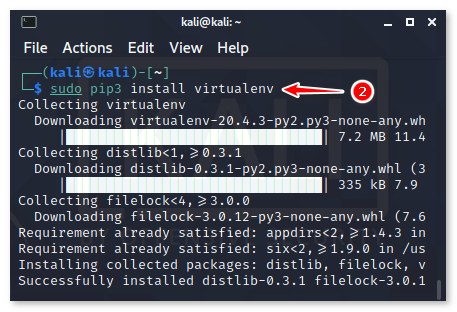 kali@kali: ~
File Actions Edit View Help
(kali㉿kali)-[~]
$ sudo pip3 install virtualenv
2
Collecting virtualenv
Downloading virtualenv-20.4.3-py2.py3-none-any.wh
| 7.2 MB 11.4
Collecting distlib<1,>=0.3.1
Downloading distlib-0.3.1-py2.py3-none-any.whl (3
| 335 kB 7.9
Collecting filelock<4,>=3.0.0
Downloading filelock-3.0.12-py3-none-any.whl (7.6
Requirement already satisfied: appdirs<2,>=1.4.3 in
Requirement already satisfied: six<2,>=1.9.0 in /us
Installing collected packages: distlib, filelock, v
Successfully installed distlib-0.3.1 filelock-3.0.1